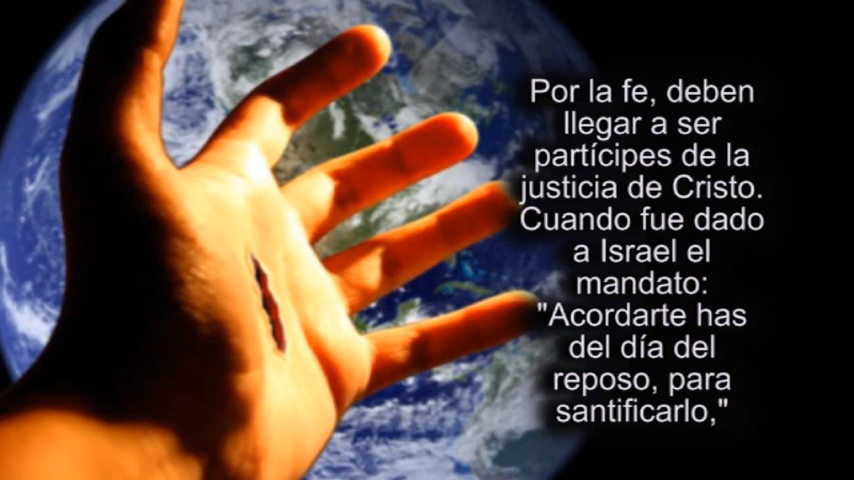 Por la fe, deben
llegar a ser
partícipes de la
justicia de Cristo.
Cuando fue dado
a Israel el
mandato:
"Acordarte has
del día del
reposo, para
santificarlo,"